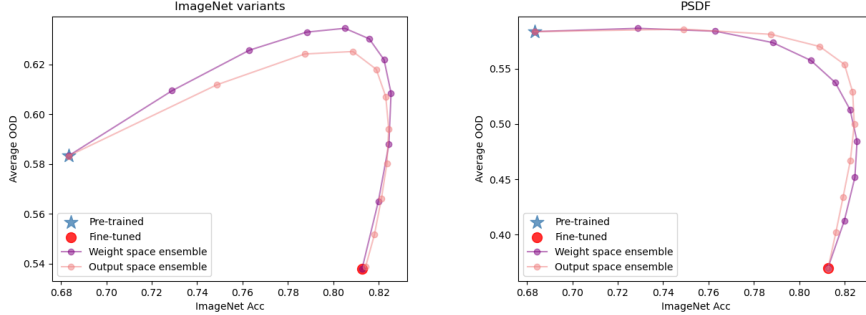 ImageNet variants
Average OOD
0.62
0.60
0.58
0.56
0.54
Pre-trained
Fine-tuned
Weight space ensemble
Output space ensemble
0.68 0.70 0.72 0.74 0.76 0.78 0.80 0.82
ImageNet Acc
PSDF
Average OOD
0.55
0.50
0.45
0.40
Pre-trained
Fine-tuned
Weight space ensemble
Output space ensemble
0.68 0.70 0.72 0.74 0.76 0.78 0.80 0.82
ImageNet Acc